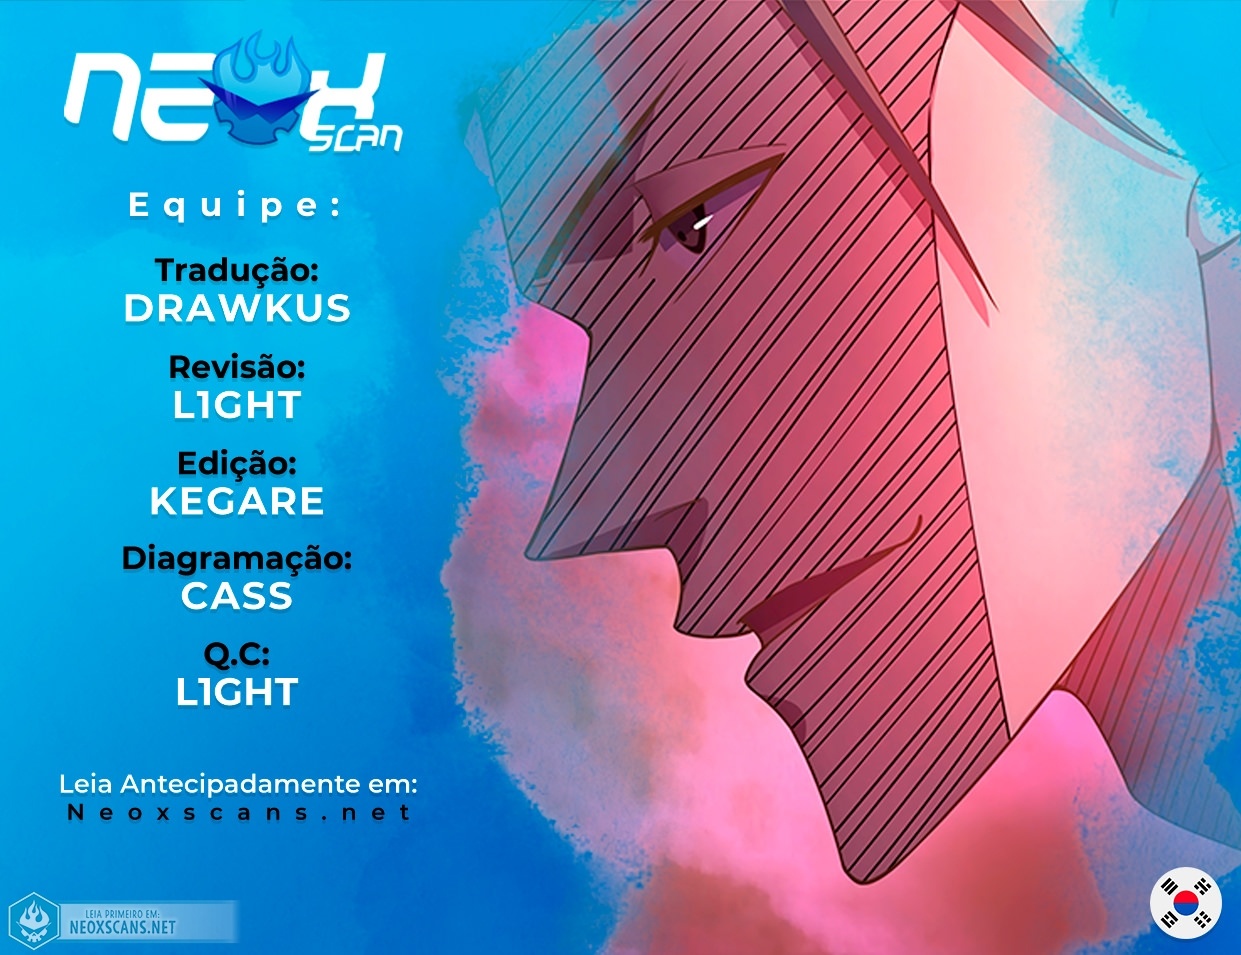 NEOX
scan
Equipe:
Tradução:
DRAWKUS
Revisão:
L1GHT
Edição:
KEGARE
Diagramação:
CASS
Q.C:
L1GHT
Leia Antecipadamente em:
Neoxscans.net
LEIA PRIMEIRO EM:
NEOXSCANS.NET